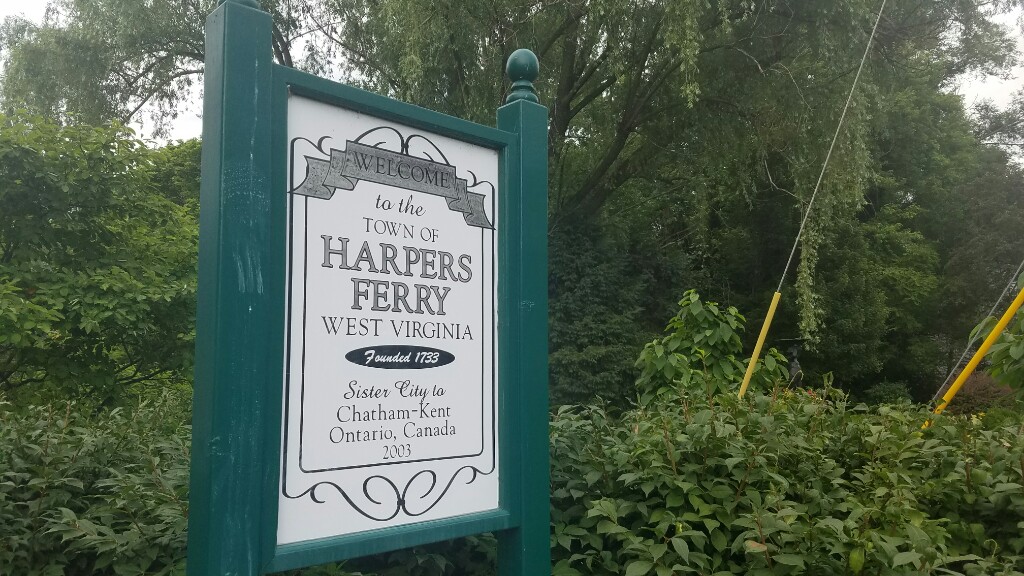 WELCOME
to the
TOWN OF
HARPERS
FERRY
WEST VIRGINIA
Founded 1733
Sister City to
Chatham-Kent
Ontario, Canada
2003